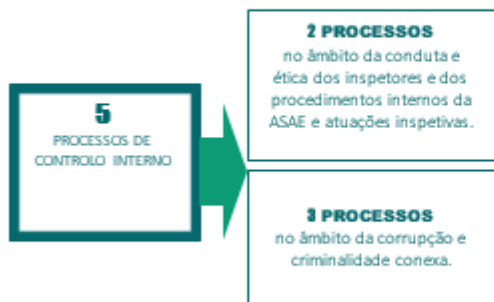 5
PROCESSOS DE
CONTROLO INTERNO
2 PROCESSOS
no âmbito da conduta e
ética dos inspetores e dos
procedimentos internos da
ASAE e atuações inspetivas.
3 PROCESSOS
no âmbito da corrupção e
criminalidade conexa.